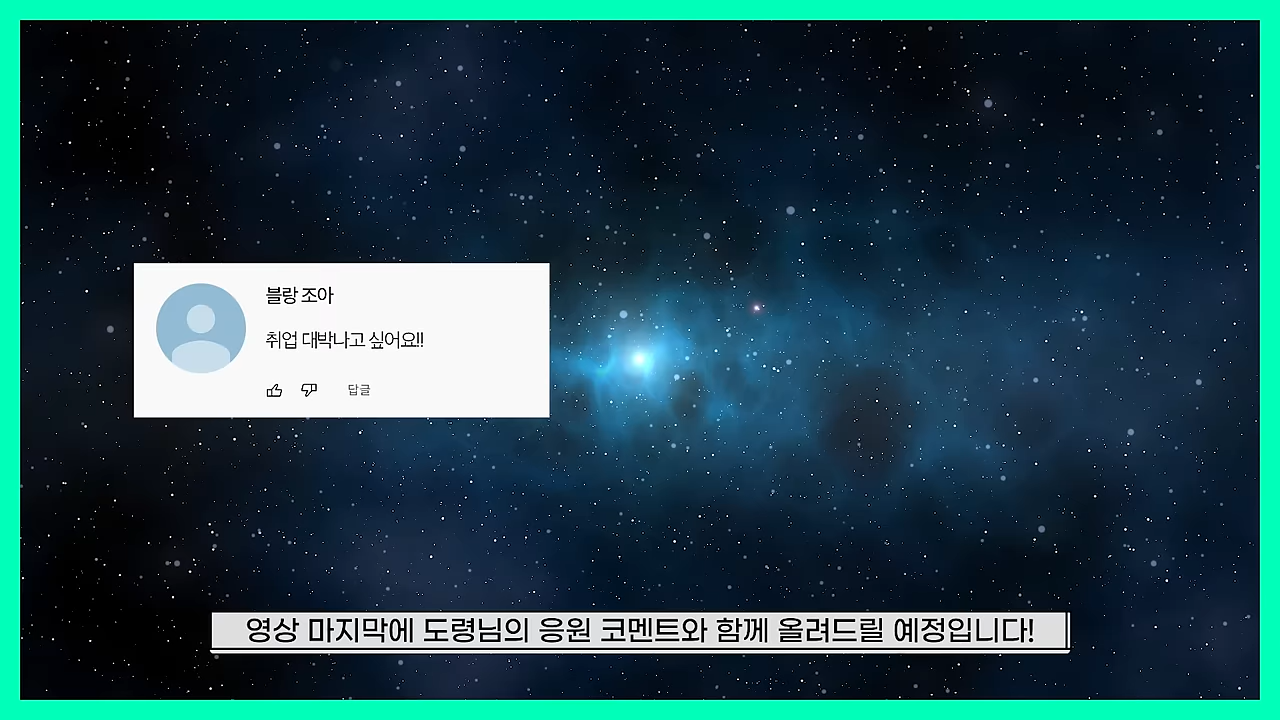 블랑 조아
취업 대박나고 싶어요!!
답글
영상 마지막에 도령님의 응원 코멘트와 함께 올려드릴 예정입니다!